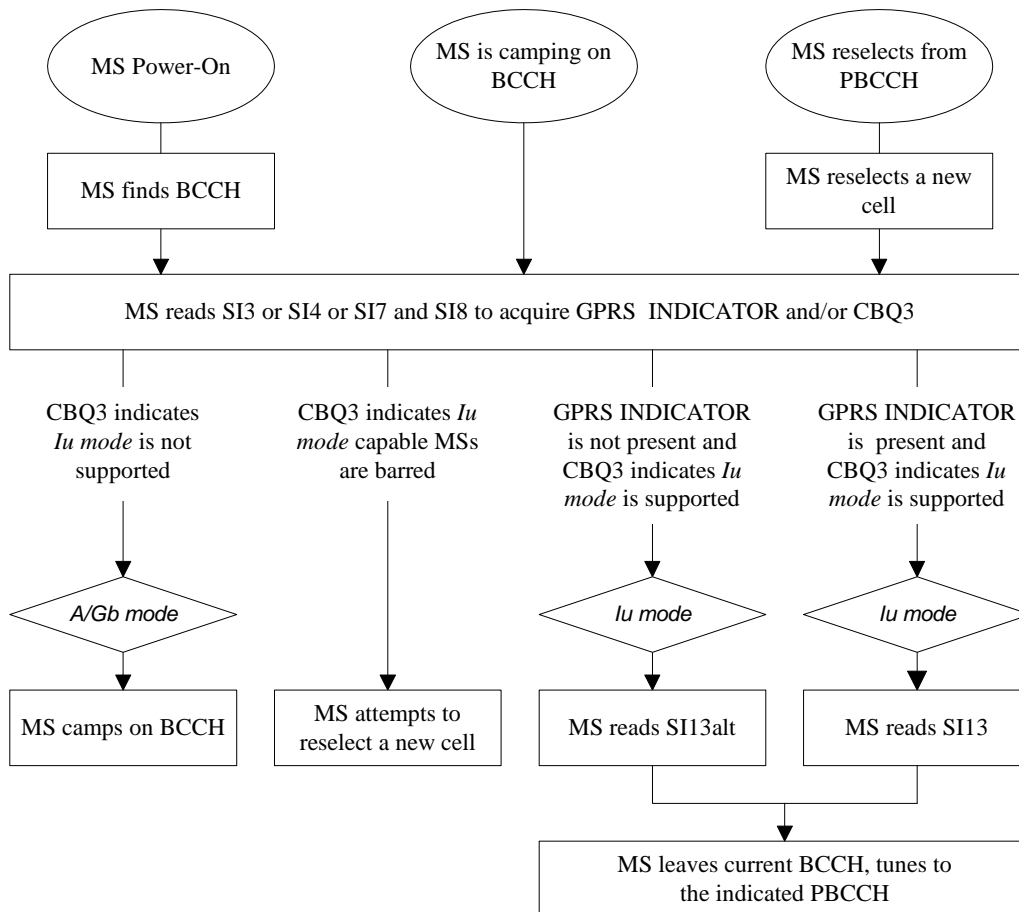 MS Power-On
MS is camping on
BCCH
MS reselects from
PBCCH
MS finds BCCH
MS reselects a new
cell
MS reads SI3 or SI4 or SI7 and SI8 to acquire GPRS INDICATOR and/or CBQ3
CBQ3 indicates
Iu mode is not
supported
CBQ3 indicates Iu
mode capable MSs
are barred
GPRS INDICATOR
is not present and
CBQ3 indicates Iu
mode is supported
GPRS INDICATOR
is present and
CBQ3 indicates Iu
mode is supported
A/Gb mode
Iu mode
Iu mode
MS camps on BCCH
MS attempts to
reselect a new cell
MS reads SI13alt
MS reads SI13
MS leaves current BCCH, tunes to
the indicated PBCCH